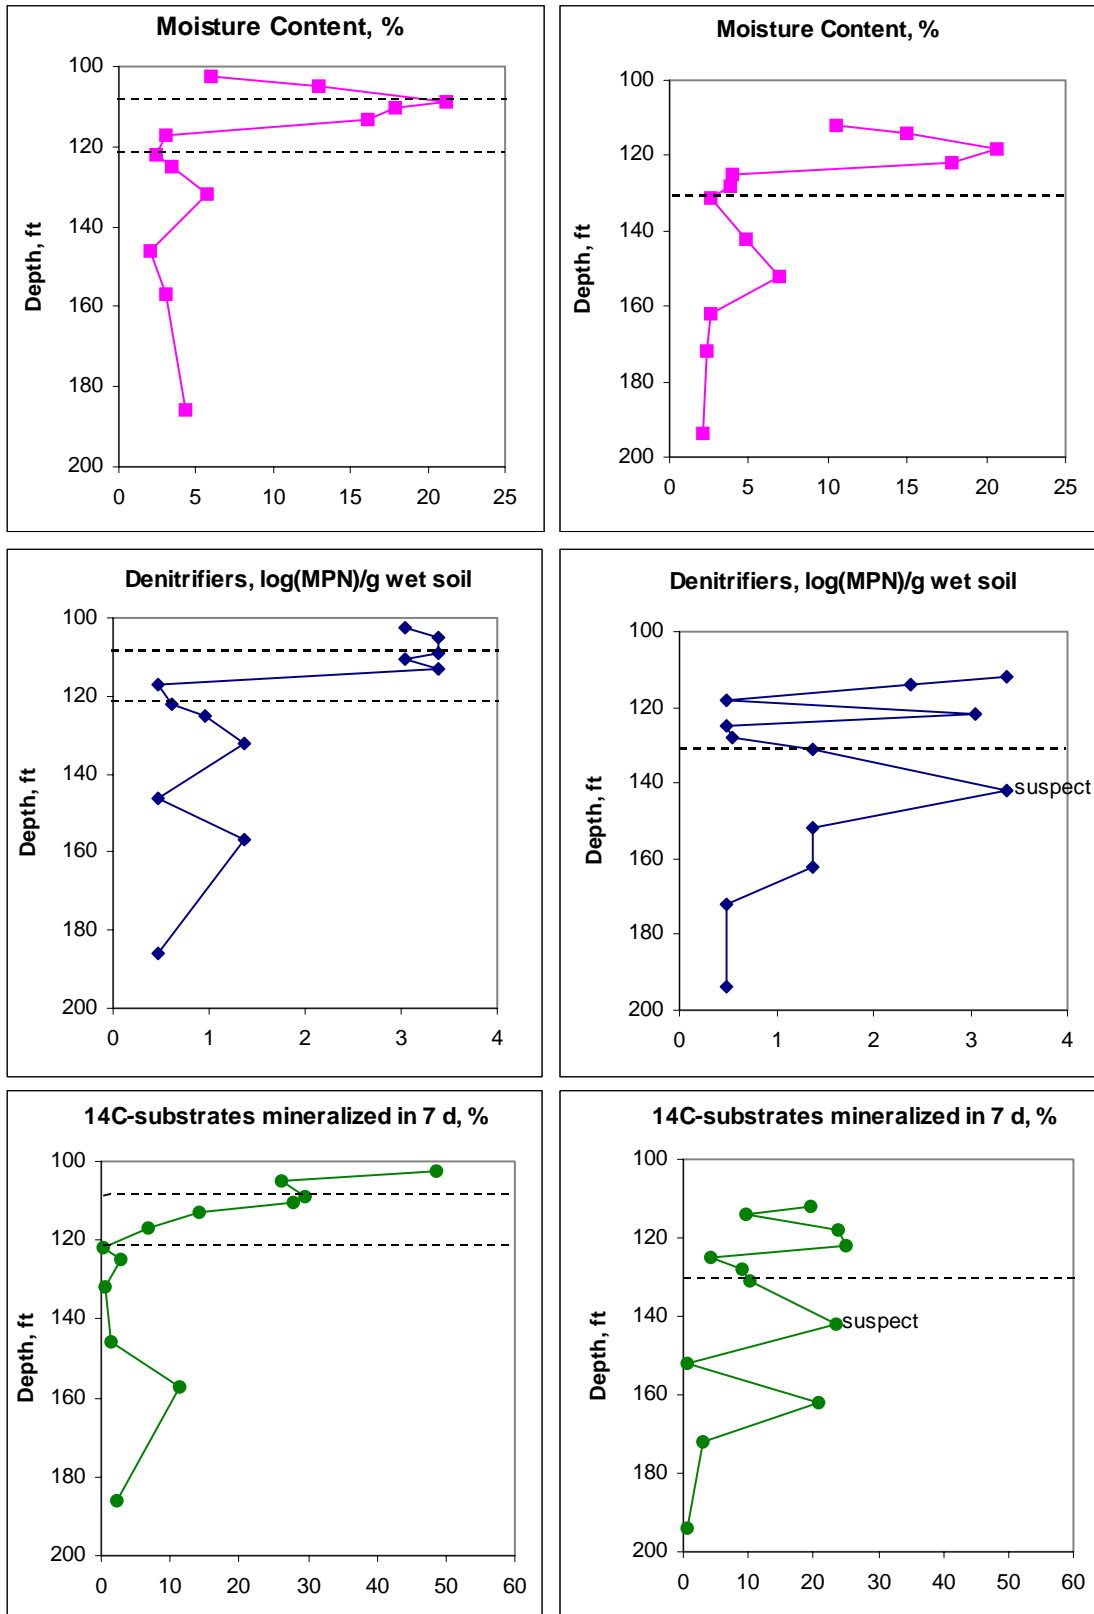 Moisture Content, %
100
120
140
160
180
200
Depth, ft
0 5 10 15 20 25
Moisture Content, %
100
120
140
160
180
200
Depth, ft
0 5 10 15 20 25
Denitrifiers, log(MPN)/g wet soil
100
120
140
160
180
200
Depth, ft
0 1 2 3 4
Denitrifiers, log(MPN)/g wet soil
100
120
140
160
180
200
Depth, ft
suspect
0 1 2 3 4
14C-substrates mineralized in 7 d, %
100
120
140
160
180
200
Depth, ft
0 10 20 30 40 50 60
14C-substrates mineralized in 7 d, %
100
120
140
160
180
200
Depth, ft
suspect
0 10 20 30 40 50 60